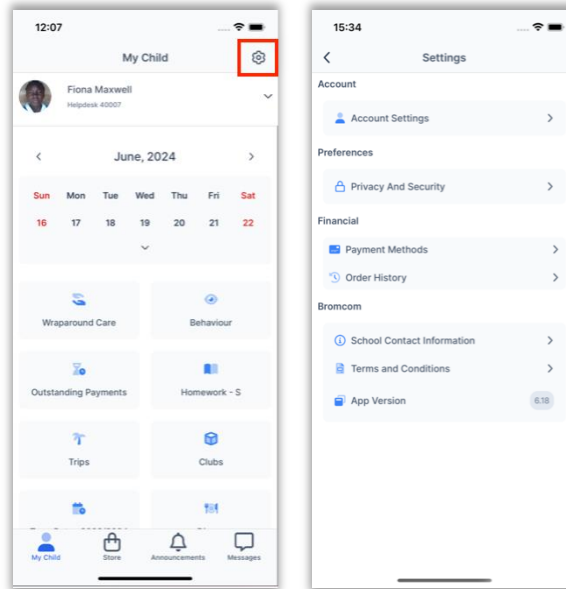 12:07
My Child
Fiona Maxwell
Helpdesk 40007
June, 2024
Sun Mon Tue Wed Thu Fri Sat
16 17 18 19 20 21 22
Wraparound Care
Behaviour
Outstanding Payments
Homework - S
Trips
Clubs
My Child
Store
Announcements
Messages
15:34
Settings
Account
Account Settings
Preferences
Privacy And Security
Financial
Payment Methods
Order History
Bromcom
School Contact Information
Terms and Conditions
App Version
6.18